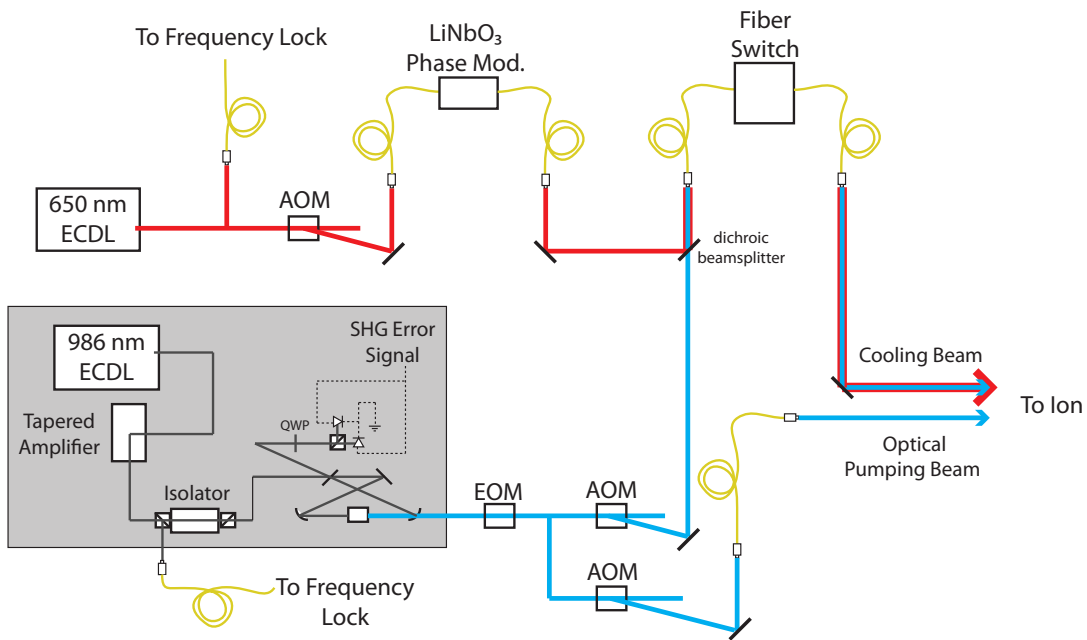 To Frequency Lock
LiNbO₃
Phase Mod.
Fiber
Switch
650 nm
ECDL
AOM
dichroic
beamsplitter
986 nm
ECDL
SHG Error
Signal
Tapered
Amplifier
QWP
Isolator
Cooling Beam
To Ion
Optical
Pumping Beam
EOM
AOM
AOM
To Frequency
Lock